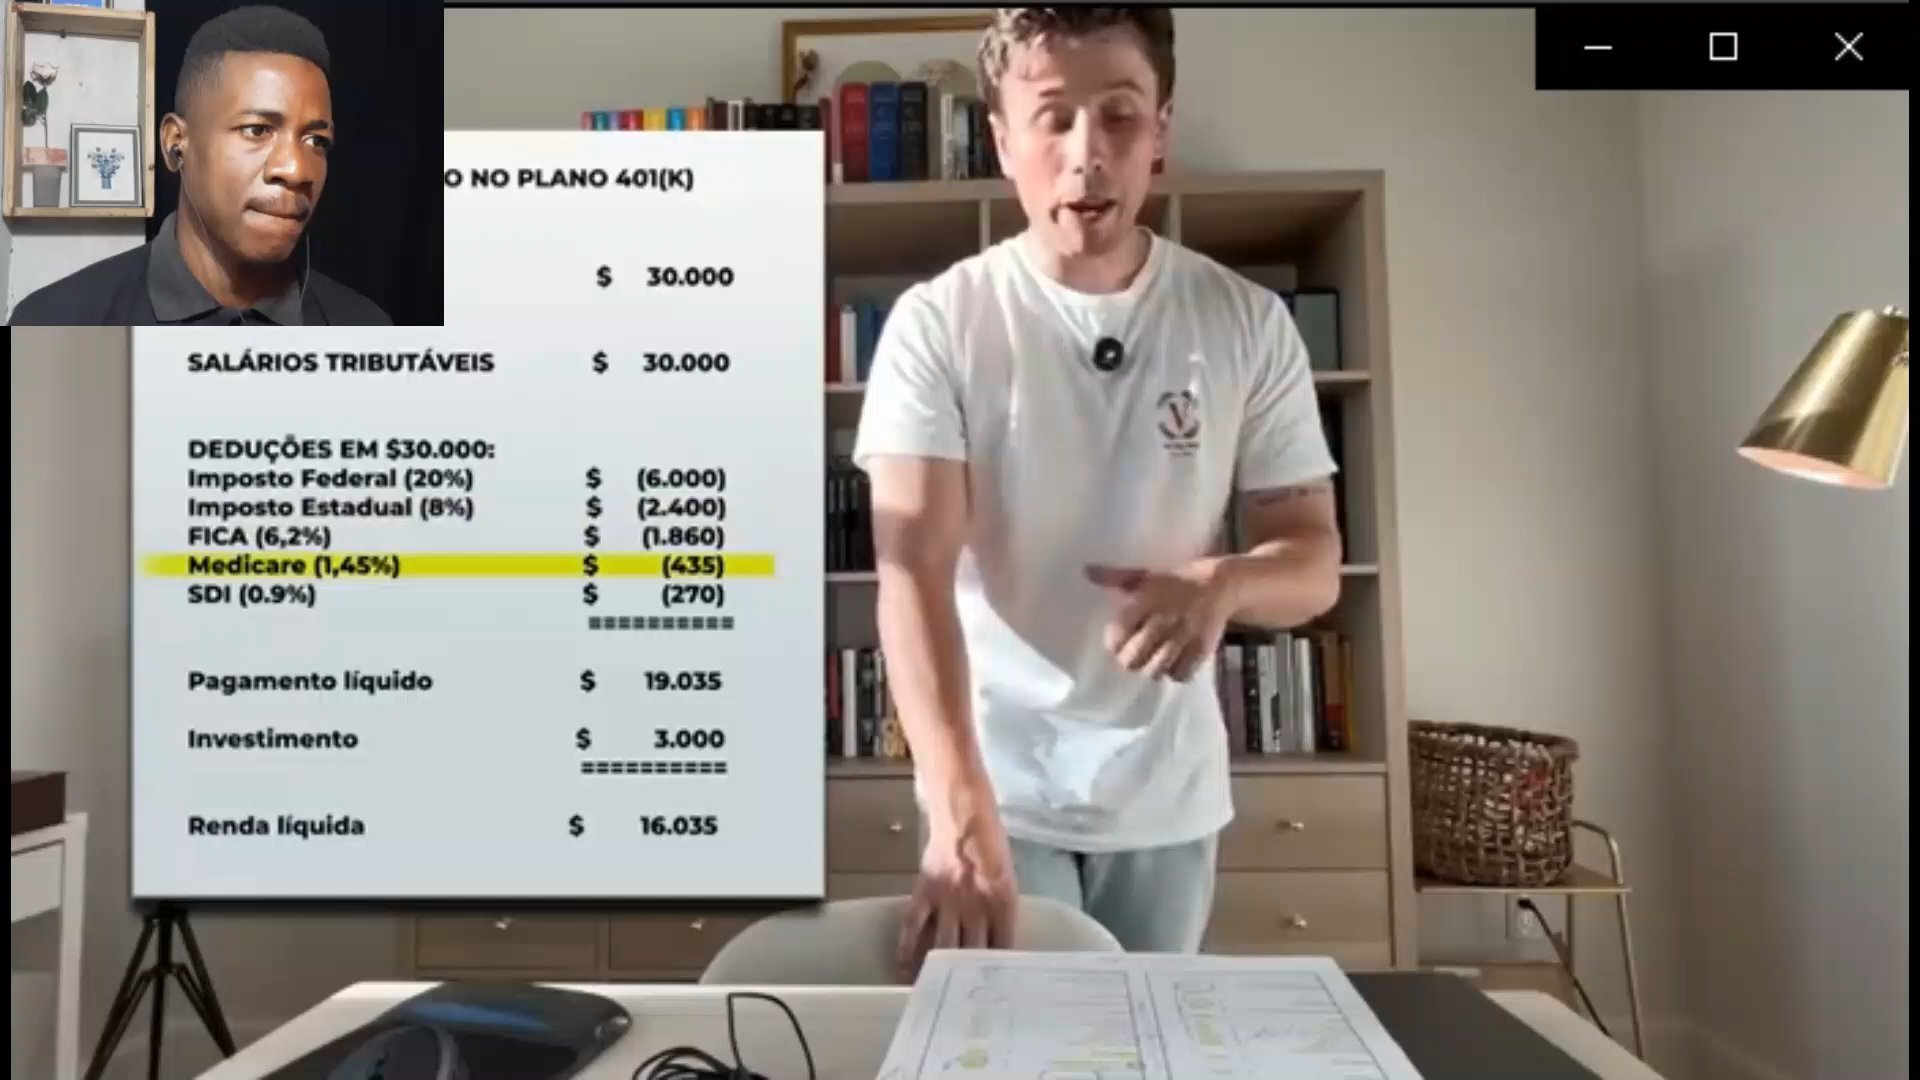 O NO PLANO 401(K)
$ 30.000
SALÁRIOS TRIBUTÁVEIS $ 30.000
DEDUÇÕES EM $30.000:
Imposto Federal (20%) $ (6.000)
Imposto Estadual (8%) $ (2.400)
FICA (6,2%) $ (1.860)
Medicare (1,45%) $ (435)
SDI (0.9%) $ (270)
==========
Pagamento líquido $ 19.035
Investimento $ 3.000
==========
Renda líquida $ 16.035